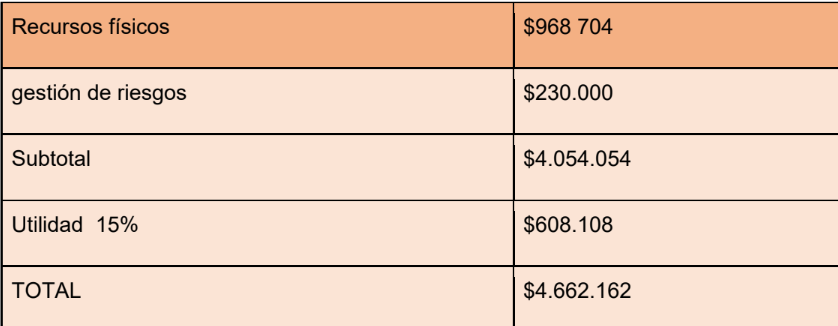 Recursos físicos $968 704
gestión de riesgos $230.000
Subtotal $4.054.054
Utilidad  15% $608.108
TOTAL $4.662.162